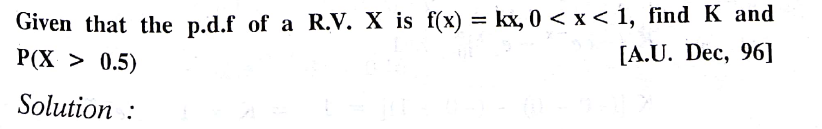 Given that the p.d.f of a R.V. X is f(x) = kx, 0 < x < 1, find K and
P(X > 0.5) [A.U. Dec, 96]
Solution :